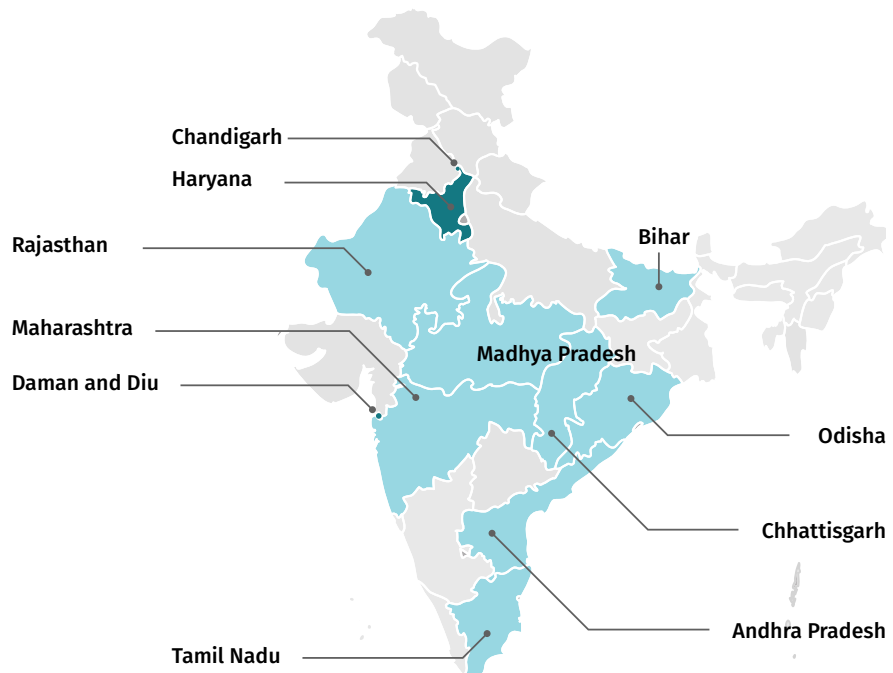 Chandigarh
Haryana
Bihar
Rajasthan
Maharashtra
Madhya Pradesh
Daman and Diu
Odisha
Chhattisgarh
Andhra Pradesh
Tamil Nadu